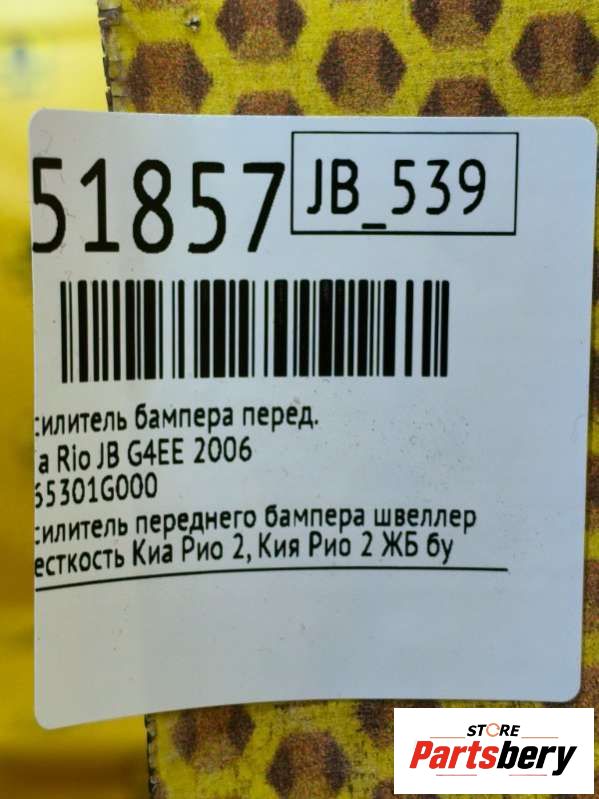 51857
JB_539
силитель бампера перед.
a Rio JB G4EE 2006
65301G000
силитель переднего бампера швеллер
есткость Киа Рио 2, Кия Рио 2 ЖБ бу
STORE
Partsbery